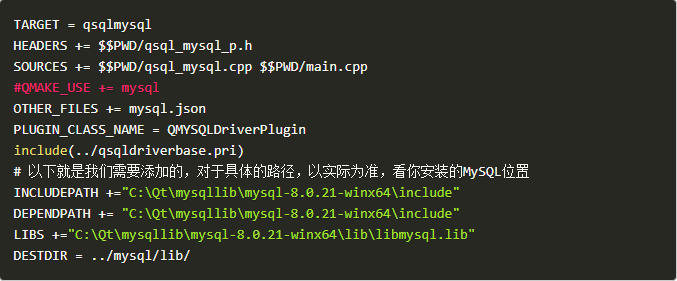 TARGET = qsqlmysql
HEADERS += $$PWD/qsql_mysql_p.h
SOURCES += $$PWD/qsql_mysql.cpp $$PWD/main.cpp
#QMAKE_USE += mysql
OTHER_FILES += mysql.json
PLUGIN_CLASS_NAME = QMYSQLDriverPlugin
include(../qsqldriverbase.pri)
# 以下就是我们需要添加的，对于具体的路径，以实际为准，看你安装的MySQL位置
INCLUDEPATH +="C:\Qt\mysqllib\mysql-8.0.21-winx64\include"
DEPENDPATH += "C:\Qt\mysqllib\mysql-8.0.21-winx64\include"
LIBS +="C:\Qt\mysqllib\mysql-8.0.21-winx64\lib\libmysql.lib"
DESTDIR = ../mysql/lib/